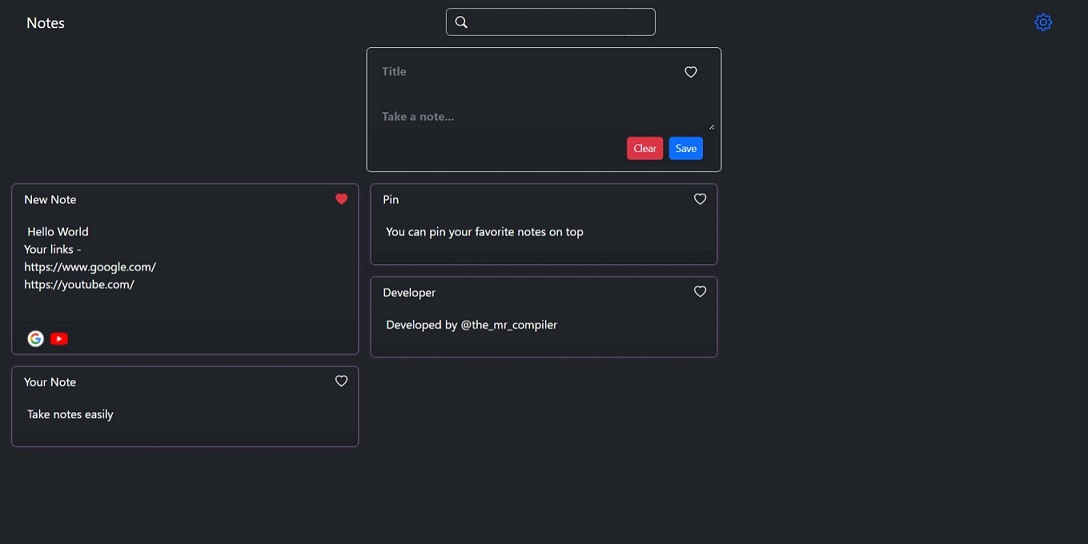 Notes
Title
Take a note...
Clear
Save
New Note
Hello World
Your links -
https://www.google.com/
https://youtube.com/
Your Note
Take notes easily
Pin
You can pin your favorite notes on top
Developer
Developed by @the_mr_compiler